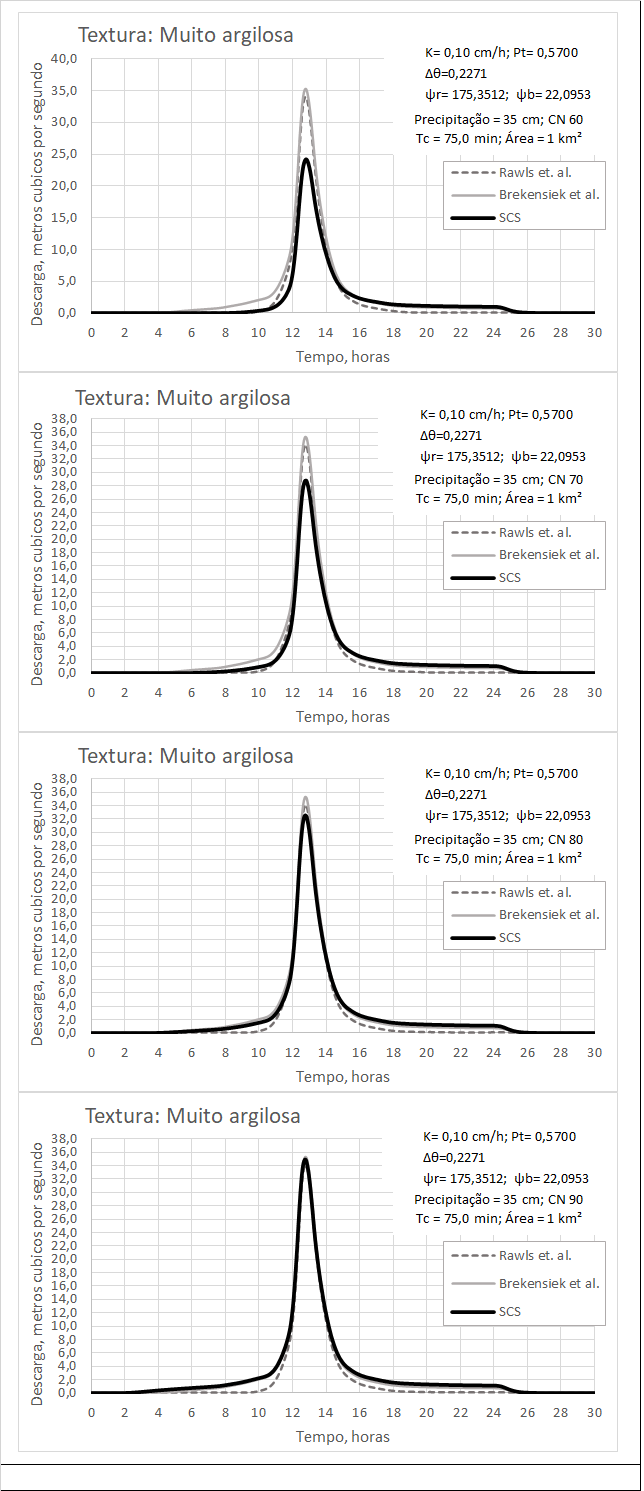 Textura: Muito argilosa
K= 0,10 cm/h; Pt= 0,5700
Δθ=0,2271
ψr= 175,3512;  ψb= 22,0953
Precipitação = 35 cm; CN 60
Tc = 75,0 min; Área = 1 km²
Rawls et. al.
Brekensiek et al.
SCS
Descarga, metros cubicos por segundo
40,0
35,0
30,0
25,0
20,0
15,0
10,0
5,0
0,0
0 2 4 6 8 10 12 14 16 18 20 22 24 26 28 30
Tempo, horas
Textura: Muito argilosa
K= 0,10 cm/h; Pt= 0,5700
Δθ=0,2271
ψr= 175,3512;  ψb= 22,0953
Precipitação = 35 cm; CN 70
Tc = 75,0 min; Área = 1 km²
Rawls et. al.
Brekensiek et al.
SCS
Descarga, metros cubicos por segundo
38,0
36,0
34,0
32,0
30,0
28,0
26,0
24,0
22,0
20,0
18,0
16,0
14,0
12,0
10,0
8,0
6,0
4,0
2,0
0,0
0 2 4 6 8 10 12 14 16 18 20 22 24 26 28 30
Tempo, horas
Textura: Muito argilosa
K= 0,10 cm/h; Pt= 0,5700
Δθ=0,2271
ψr= 175,3512;  ψb= 22,0953
Precipitação = 35 cm; CN 80
Tc = 75,0 min; Área = 1 km²
Rawls et. al.
Brekensiek et al.
SCS
Descarga, metros cubicos por segundo
38,0
36,0
34,0
32,0
30,0
28,0
26,0
24,0
22,0
20,0
18,0
16,0
14,0
12,0
10,0
8,0
6,0
4,0
2,0
0,0
0 2 4 6 8 10 12 14 16 18 20 22 24 26 28 30
Tempo, horas
Textura: Muito argilosa
K= 0,10 cm/h; Pt= 0,5700
Δθ=0,2271
ψr= 175,3512;  ψb= 22,0953
Precipitação = 35 cm; CN 90
Tc = 75,0 min; Área = 1 km²
Rawls et. al.
Brekensiek et al.
SCS
Descarga, metros cubicos por segundo
38,0
36,0
34,0
32,0
30,0
28,0
26,0
24,0
22,0
20,0
18,0
16,0
14,0
12,0
10,0
8,0
6,0
4,0
2,0
0,0
0 2 4 6 8 10 12 14 16 18 20 22 24 26 28 30
Tempo, horas